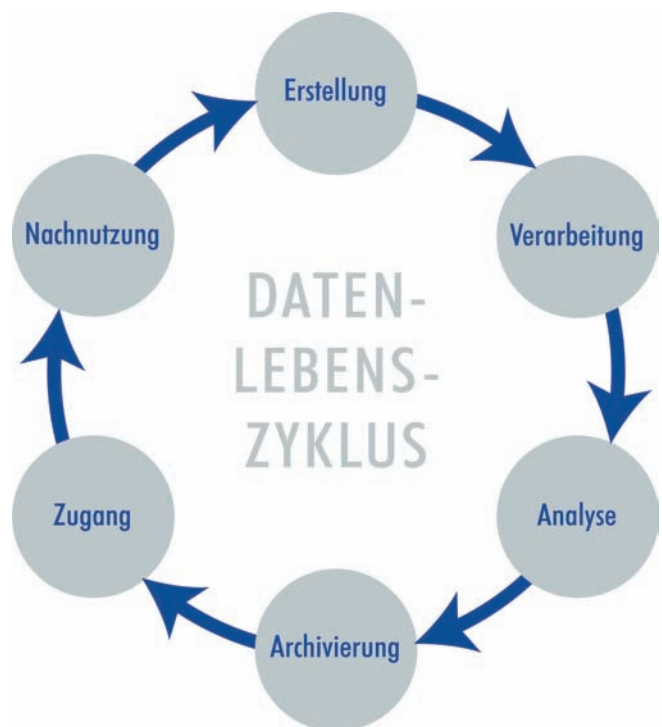 Erstellung
Verarbeitung
Analyse
Archivierung
Zugang
Nachnutzung
DATEN-
LEBENS-
ZYKLUS